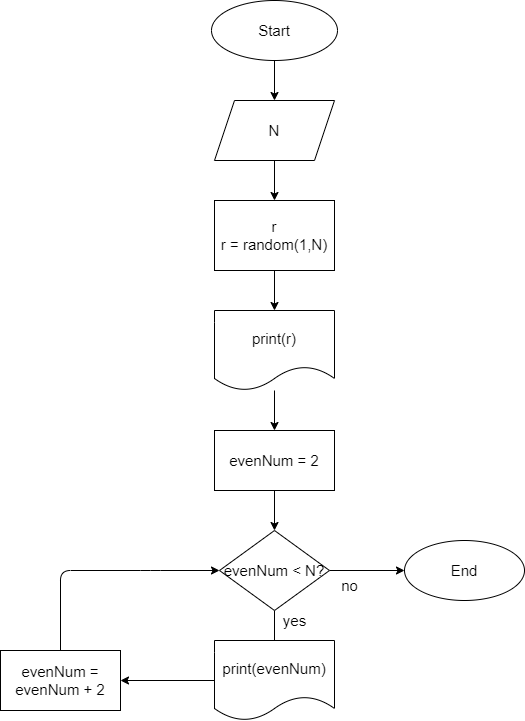 Start
N
r
r = random(1,N)
print(r)
evenNum = 2
evenNum < N?
End
no
yes
print(evenNum)
evenNum =
evenNum + 2